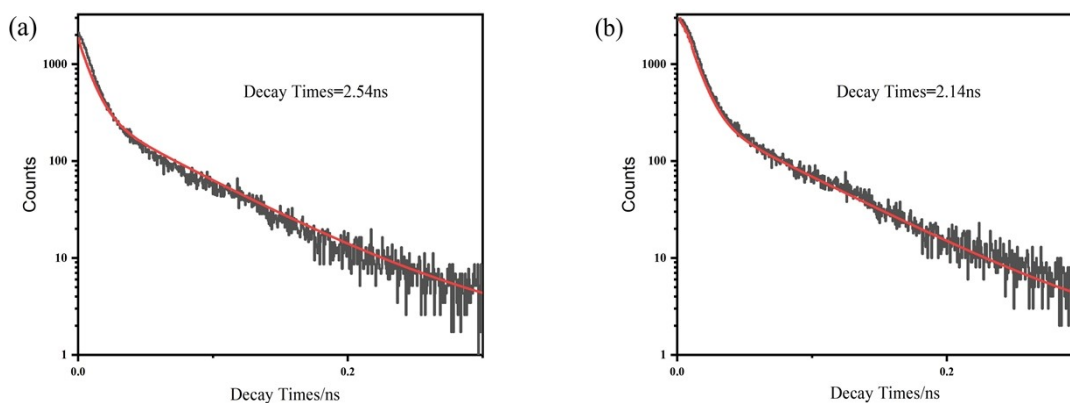 (a)
Decay Times=2.54ns
Counts
1000
100
10
1
0.0
0.2
Decay Times/ns
(b)
Decay Times=2.14ns
Counts
1000
100
10
1
0.0
0.2
Decay Times/ns